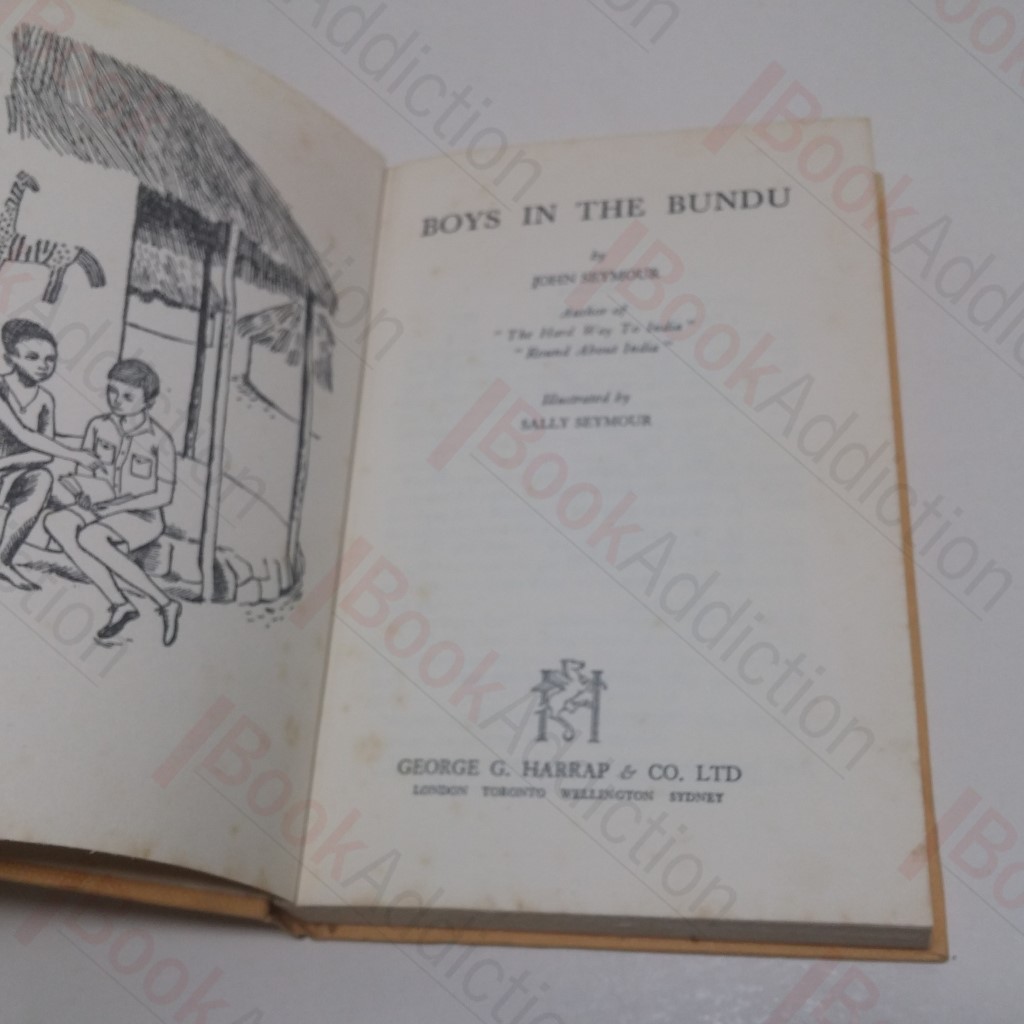 BOYS IN THE BUNDU
by
JOHN SEYMOUR
Author of
"The Hard Way To India"
"Round About India"
Illustrated by
SALLY SEYMOUR
GEORGE G. HARRAP & CO. LTD
LONDON TORONTO WELLINGTON SYDNEY
BookAddiction